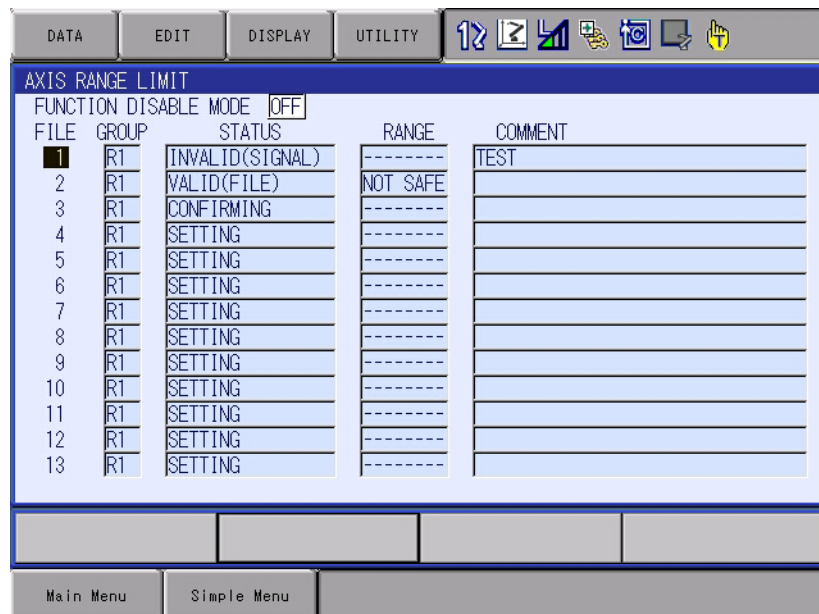 DATA EDIT DISPLAY UTILITY
AXIS RANGE LIMIT
FUNCTION DISABLE MODE OFF
FILE GROUP STATUS RANGE COMMENT
1 R1 INVALID(SIGNAL) -------- TEST
2 R1 VALID(FILE) NOT SAFE
3 R1 CONFIRMING --------
4 R1 SETTING --------
5 R1 SETTING --------
6 R1 SETTING --------
7 R1 SETTING --------
8 R1 SETTING --------
9 R1 SETTING --------
10 R1 SETTING --------
11 R1 SETTING --------
12 R1 SETTING --------
13 R1 SETTING --------
Main Menu Simple Menu